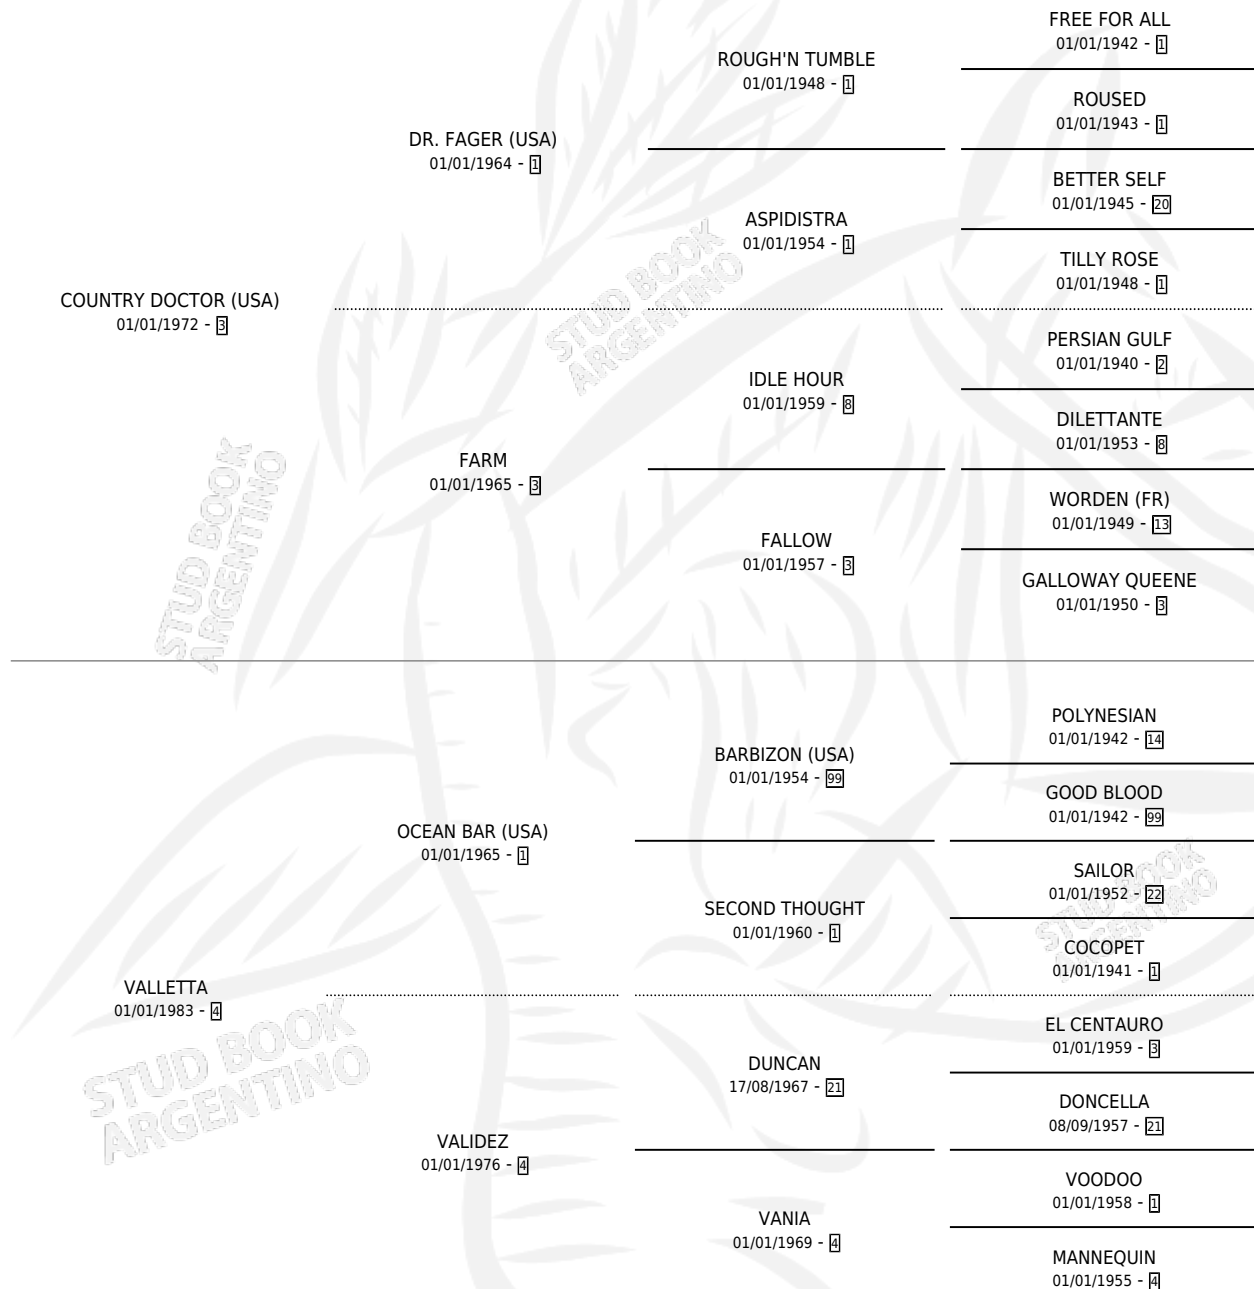 FREE FOR ALL
01/01/1942 - 1
ROUGH'N TUMBLE
01/01/1948 - 1
ROUSED
01/01/1943 - 1
DR. FAGER (USA)
01/01/1964 - 1
BETTER SELF
01/01/1945 - 20
ASPIDISTRA
01/01/1954 - 1
TILLY ROSE
01/01/1948 - 1
COUNTRY DOCTOR (USA)
01/01/1972 - 3
PERSIAN GULF
01/01/1940 - 2
IDLE HOUR
01/01/1959 - 8
DILETTANTE
01/01/1953 - 8
FARM
01/01/1965 - 3
WORDEN (FR)
01/01/1949 - 13
FALLOW
01/01/1957 - 3
GALLOWAY QUEENE
01/01/1950 - 3
POLYNESIAN
01/01/1942 - 14
BARBIZON (USA)
01/01/1954 - 99
GOOD BLOOD
01/01/1942 - 99
OCEAN BAR (USA)
01/01/1965 - 1
SAILOR
01/01/1952 - 22
SECOND THOUGHT
01/01/1960 - 1
COCOPET
01/01/1941 - 1
VALLETTA
01/01/1983 - 4
EL CENTAURO
01/01/1959 - 3
DUNCAN
17/08/1967 - 21
DONCELLA
08/09/1957 - 21
VALIDEZ
01/01/1976 - 4
VOODOO
01/01/1958 - 1
VANIA
01/01/1969 - 4
MANNEQUIN
01/01/1955 - 4
STUD BOOK
ARGENTINO
STUD BOOK
ARGENTINO
STUD BOOK
ARGENTINO
STUD BOOK
ARGENTINO